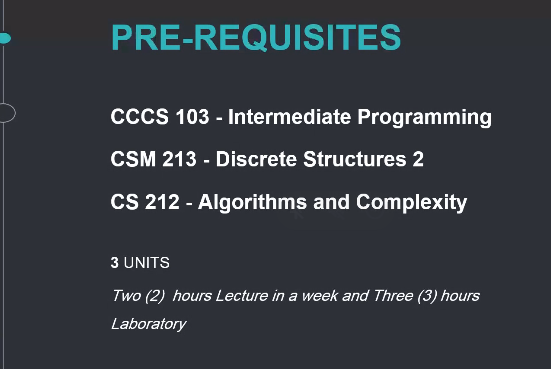 PRE-REQUISITES
CCCS 103 - Intermediate Programming
CSM 213 - Discrete Structures 2
CS 212 - Algorithms and Complexity
3 UNITS
Two (2)  hours Lecture in a week and Three (3) hours
Laboratory